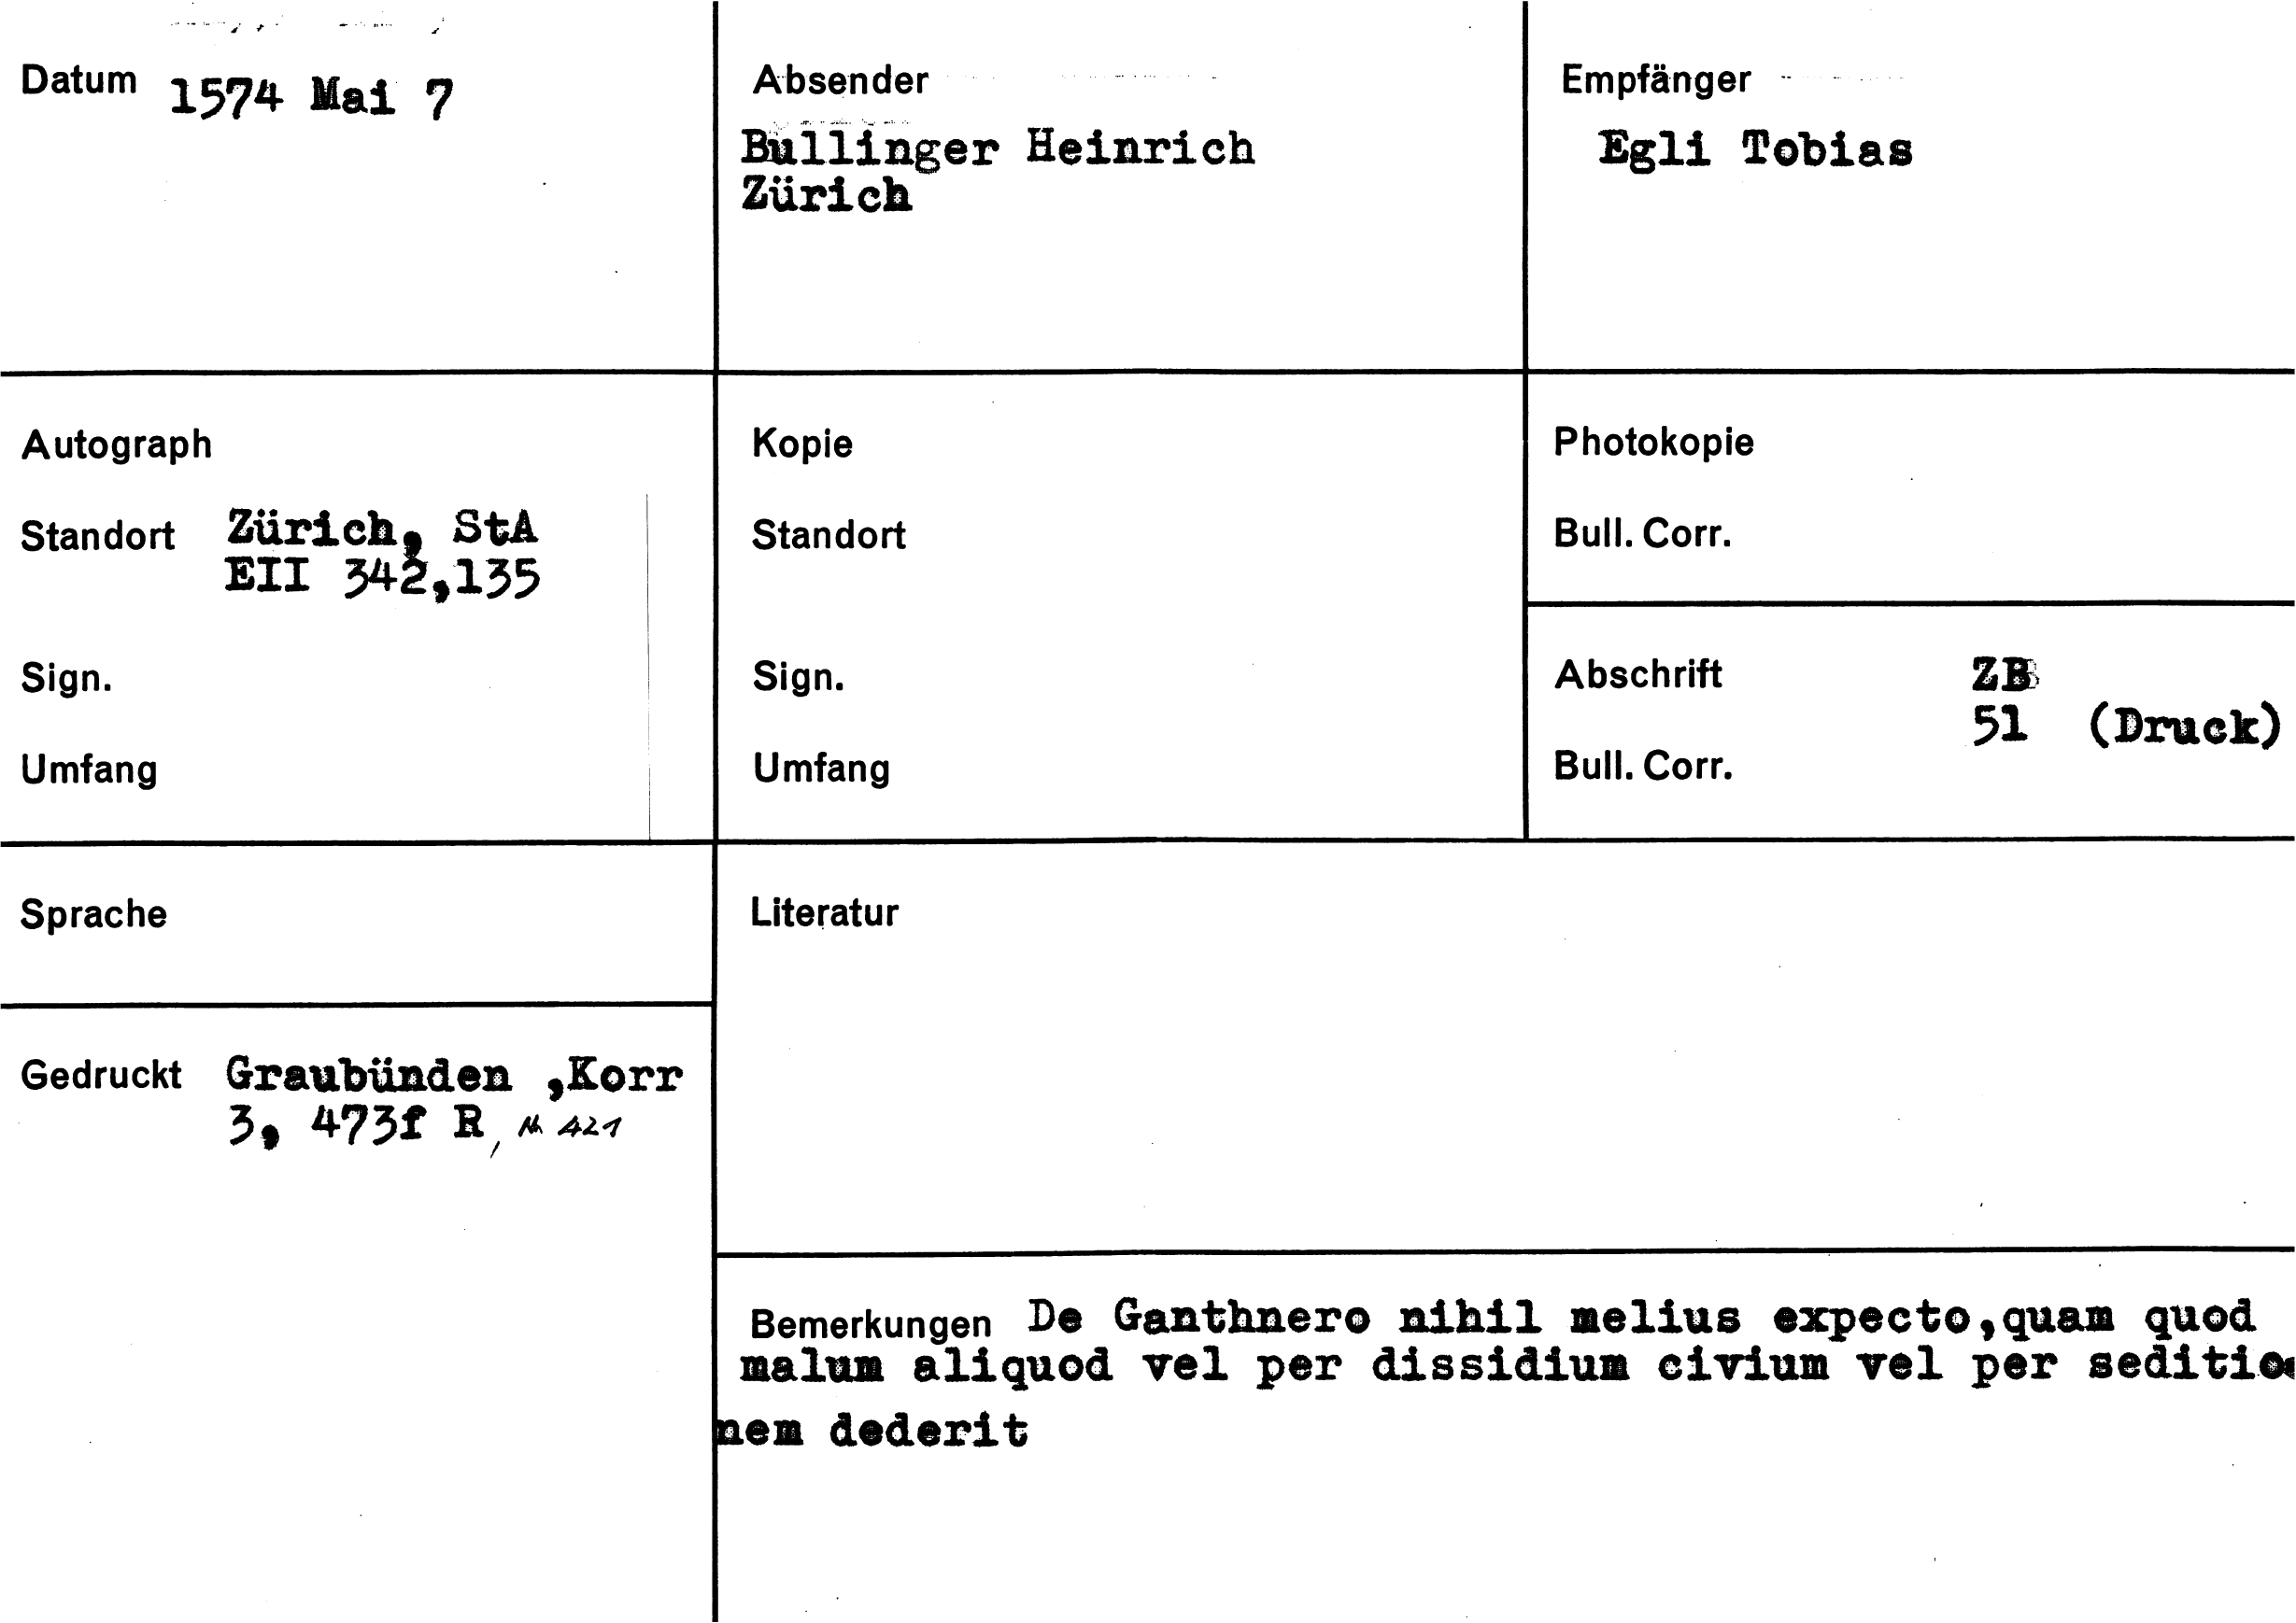 Datum 1574 Mai 7
Absender
Bullinger Heinrich
Zürich
Empfänger
Egli Tobias
Autograph
Standort Zürich, StA
EII 342,135
Sign.
Umfang
Kopie
Standort
Sign.
Umfang
Photokopie
Bull. Corr.
Abschrift ZB
51 (Druck)
Bull. Corr.
Sprache
Literatur
Gedruckt Graubünden ,Korr
3, 473f R, Nr. 421
Bemerkungen De Ganthnero nihil melius expecto,quam quod
malum aliquod vel per dissidium civium vel per seditio
nem dederit